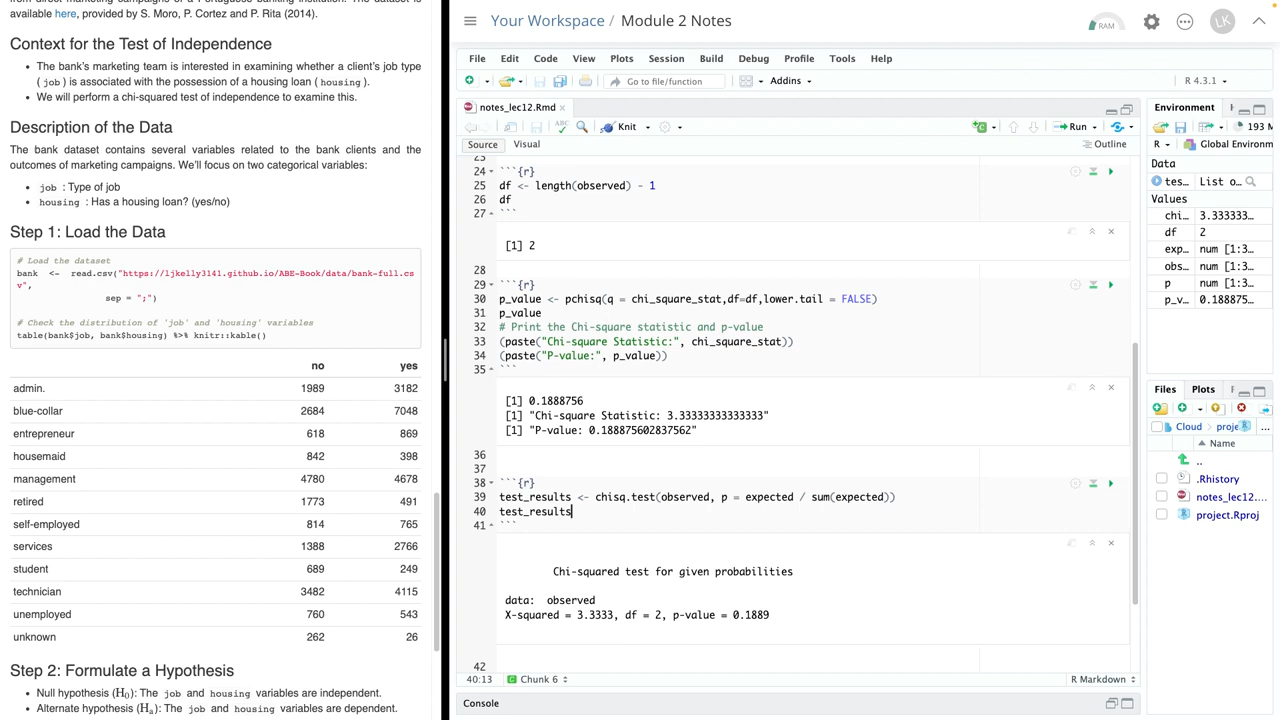 from direct marketing campaigns of a Portuguese banking institution. The dataset is
available here, provided by S. Moro, P. Cortez and P. Rita (2014).
Context for the Test of Independence
• The bank's marketing team is interested in examining whether a client's job type
( job ) is associated with the possession of a housing loan ( housing ).
• We will perform a chi-squared test of independence to examine this.
Description of the Data
The bank dataset contains several variables related to the bank clients and the
outcomes of marketing campaigns. We'll focus on two categorical variables:
• job : Type of job
• housing : Has a housing loan? (yes/no)
Step 1: Load the Data
# Load the dataset
bank <- read.csv("https://ljkelly3141.github.io/ABE-Book/data/bank-full.cs
v",
sep = ";")
# Check the distribution of 'job' and 'housing' variables
table(bank$job, bank$housing) %>% knitr::kable()
no yes
admin. 1989 3182
blue-collar 2684 7048
entrepreneur 618 869
housemaid 842 398
management 4780 4678
retired 1773 491
self-employed 814 765
services 1388 2766
student 689 249
technician 3482 4115
unemployed 760 543
unknown 262 26
Step 2: Formulate a Hypothesis
• Null hypothesis (H0): The job and housing variables are independent.
• Alternate hypothesis (Ha): The job and housing variables are dependent.
Your Workspace / Module 2 Notes
RAM
LK
File Edit Code View Plots Session Build Debug Profile Tools Help
Go to file/function
Addins
R 4.3.1
notes_lec12.Rmd
ABC
Knit
Run
Source Visual
Outline
23
24 ```{r}
25 df <- length(observed) - 1
26 df
27 ```
[1] 2
28
29 ```{r}
30 p_value <- pchisq(q = chi_square_stat,df=df,lower.tail = FALSE)
31 p_value
32 # Print the Chi-square statistic and p-value
33 (paste("Chi-square Statistic:", chi_square_stat))
34 (paste("P-value:", p_value))
35 ```
[1] 0.1888756
[1] "Chi-square Statistic: 3.33333333333333"
[1] "P-value: 0.188875602837562"
36
37
38 ```{r}
39 test_results <- chisq.test(observed, p = expected / sum(expected))
40 test_results
41 ```
Chi-squared test for given probabilities
data: observed
X-squared = 3.3333, df = 2, p-value = 0.1889
42
40:13 Chunk 6
R Markdown
Console
Environment
193 M
R Global Environm
Data
tes... List o...
Values
chi... 3.333333...
df 2
exp... num [1:3...
obs... num [1:3...
p num [1:3...
p_v... 0.188875...
Files Plots
Cloud proje
...
Name
..
.Rhistory
notes_lec12....
project.Rproj